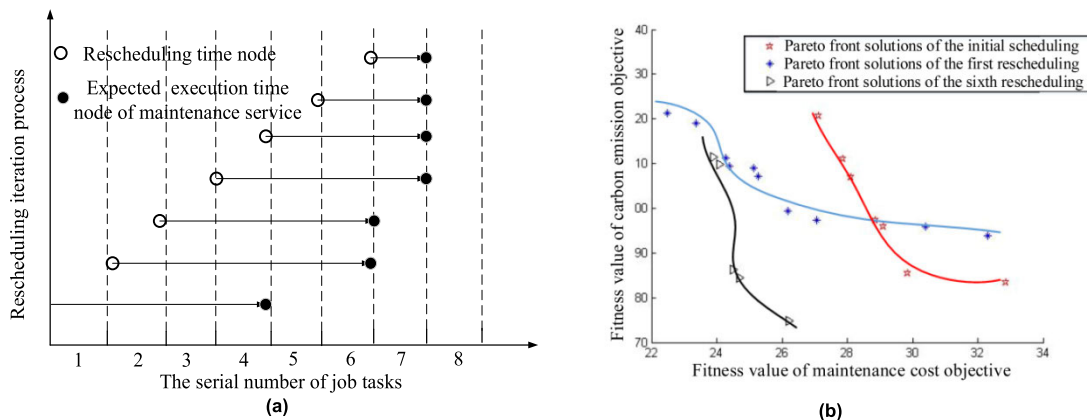 Rescheduling iteration process
Rescheduling time node
Expected execution time
node of maintenance service
1 2 3 4 5 6 7 8
The serial number of job tasks
(a)
Fitness value of carbon emission objective
40
30
20
10
00
90
80
70
22 24 26 28 30 32 34
Pareto front solutions of the initial scheduling
Pareto front solutions of the first rescheduling
Pareto front solutions of the sixth rescheduling
Fitness value of maintenance cost objective
(b)